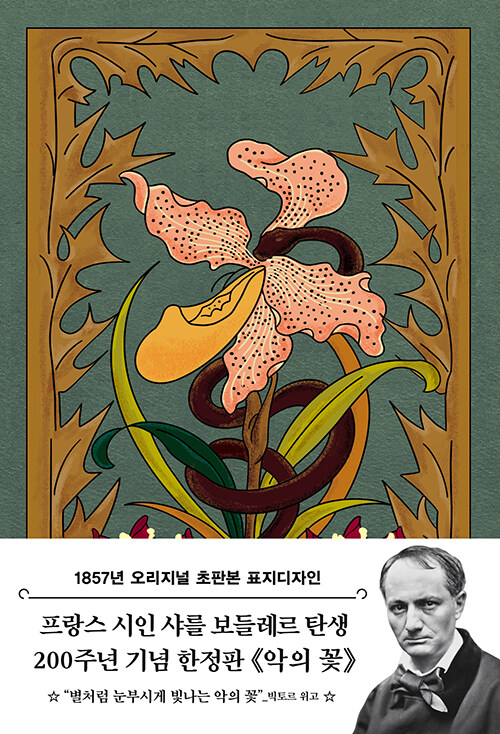 1857년 오리지널 초판본 표지디자인
프랑스 시인 샤를 보들레르 탄생
200주년 기념 한정판 《악의 꽃》
☆ “별처럼 눈부시게 빛나는 악의 꽃”_빅토르 위고 ☆